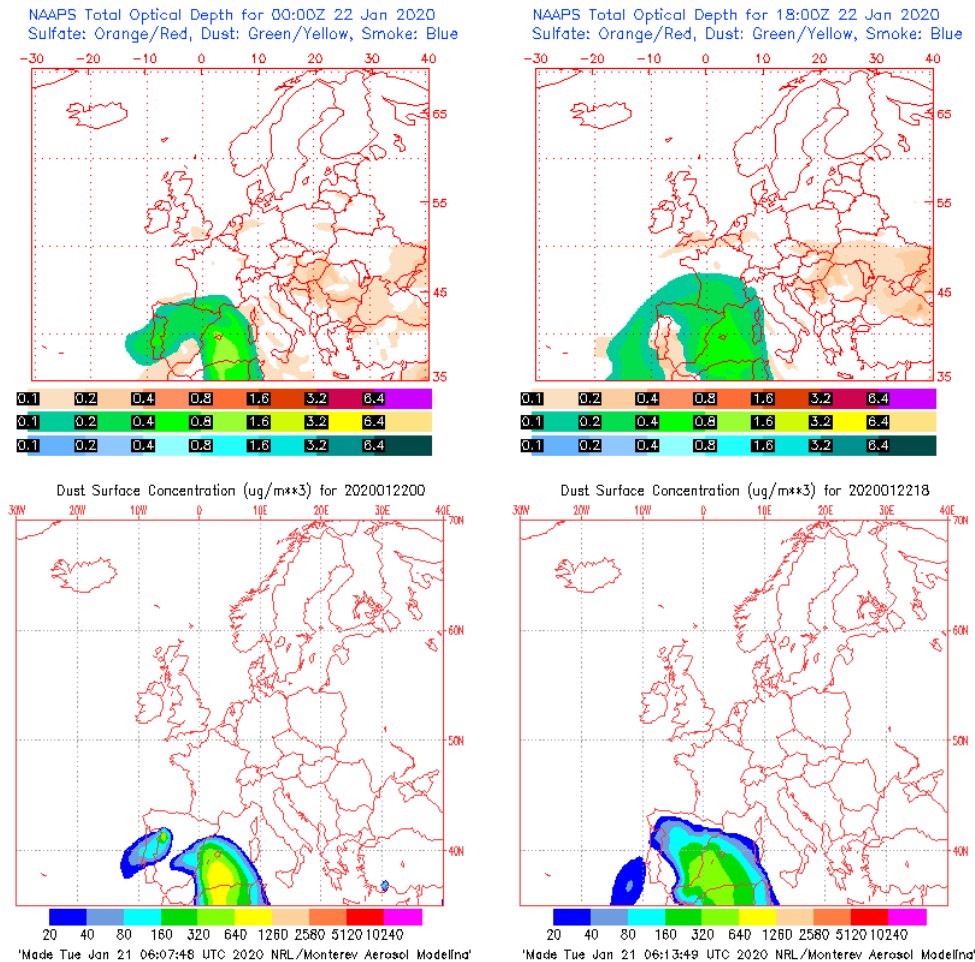 NAAPS Total Optical Depth for 00:00Z 22 Jan 2020
Sulfate: Orange/Red, Dust: Green/Yellow, Smoke: Blue
-30 -20 -10 0 10 20 30 40
65
55
45
35
0.1 0.2 0.4 0.8 1.6 3.2 6.4
0.1 0.2 0.4 0.8 1.6 3.2 6.4
0.1 0.2 0.4 0.8 1.6 3.2 6.4
NAAPS Total Optical Depth for 18:00Z 22 Jan 2020
Sulfate: Orange/Red, Dust: Green/Yellow, Smoke: Blue
-30 -20 -10 0 10 20 30 40
65
55
45
35
0.1 0.2 0.4 0.8 1.6 3.2 6.4
0.1 0.2 0.4 0.8 1.6 3.2 6.4
0.1 0.2 0.4 0.8 1.6 3.2 6.4
Dust Surface Concentration (ug/m**3) for 2020012200
30W 20W 10W 0 10E 20E 30E 40E
70N
60N
50N
40N
20 40 80 160 320 640 1260 2580 5120 10240
'Made Tue Jan 21 06:07:48 UTC 2020 NRL/Monterey Aerosol Modeling'
Dust Surface Concentration (ug/m**3) for 2020012218
30W 20W 10W 0 10E 20E 30E 40E
70N
60N
50N
40N
20 40 80 160 320 640 1260 2580 5120 10240
'Made Tue Jan 21 06:13:49 UTC 2020 NRL/Monterey Aerosol Modeling'